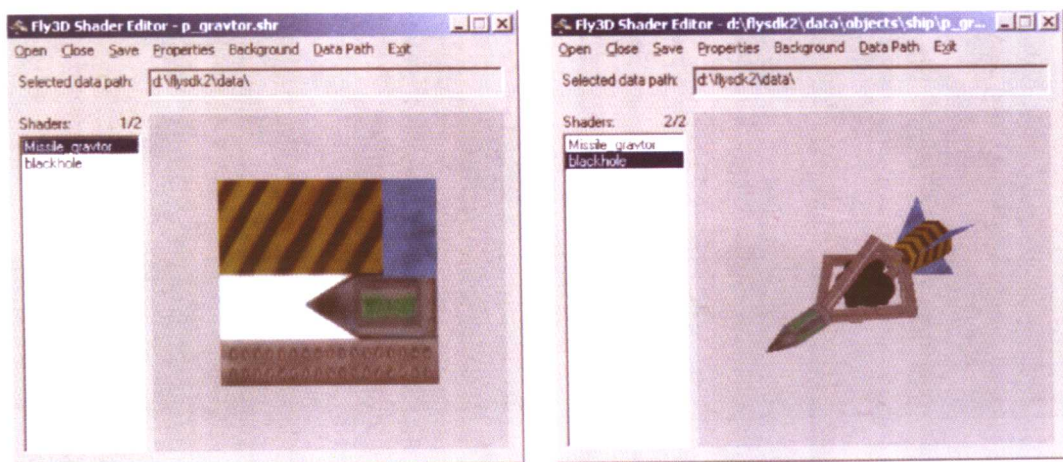 Fly3D Shader Editor - p_gravtor.shr
Open Close Save Properties Background Data Path Exit
Selected data path: d:\flysdk2\data\
Shaders: 1/2
Missile_gravtor
blackhole
Fly3D Shader Editor - d:\flysdk2\data\objects\ship\p_gr...
Open Close Save Properties Background Data Path Exit
Selected data path: d:\flysdk2\data\
Shaders: 2/2
Missile_gravtor
blackhole